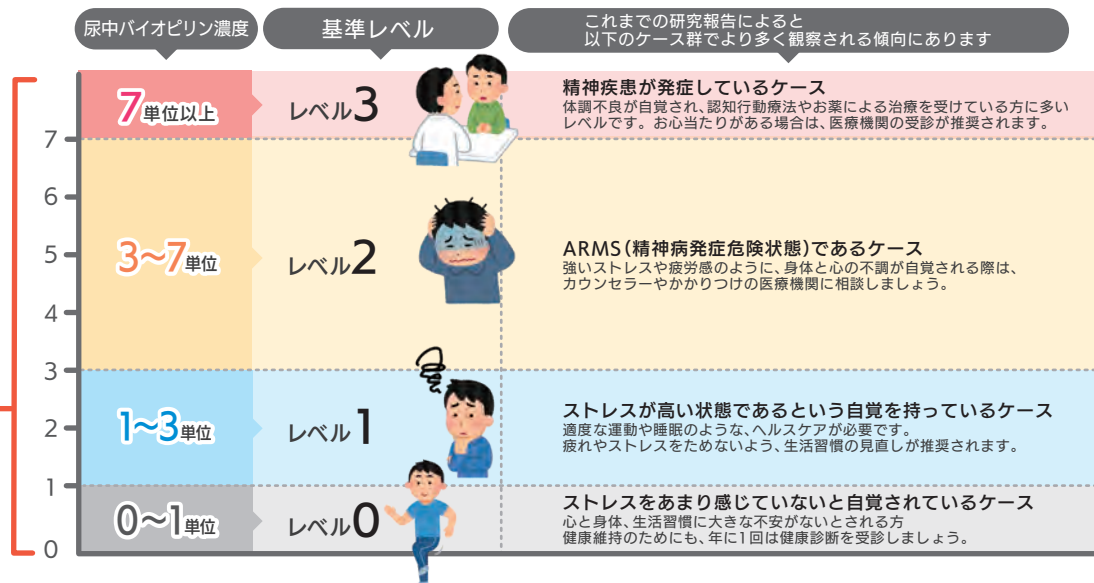 尿中バイオピリン濃度
基準レベル
これまでの研究報告によると
以下のケース群でより多く観察される傾向にあります
7単位以上
レベル3
精神疾患が発症しているケース
体調不良が自覚され、認知行動療法やお薬による治療を受けている方に多い
レベルです。お心当たりがある場合は、医療機関の受診が推奨されます。
7
6
5
4
3
2
1
0
3〜7単位
レベル2
ARMS(精神病発症危険状態)であるケース
強いストレスや疲労感のように、身体と心の不調が自覚される際は、
カウンセラーやかかりつけの医療機関に相談しましょう。
1〜3単位
レベル1
ストレスが高い状態であるという自覚を持っているケース
適度な運動や睡眠のような、ヘルスケアが必要です。
疲れやストレスをためないよう、生活習慣の見直しが推奨されます。
0〜1単位
レベル0
ストレスをあまり感じていないと自覚されているケース
心と身体、生活習慣に大きな不安がないとされる方
健康維持のためにも、年に1回は健康診断を受診しましょう。